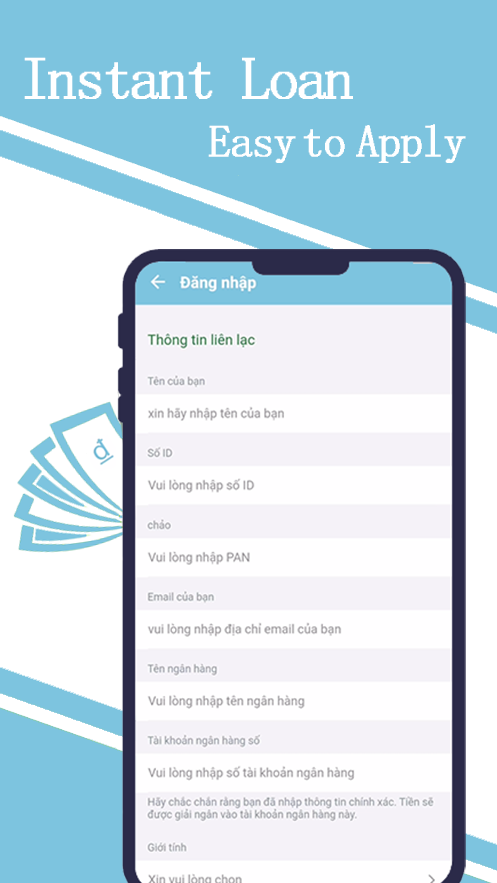 Instant Loan
Easy to Apply
Đăng nhập
Thông tin liên lạc
Tên của bạn
xin hãy nhập tên của bạn
Số ID
Vui lòng nhập số ID
chảo
Vui lòng nhập PAN
Email của bạn
vui lòng nhập địa chỉ email của bạn
Tên ngân hàng
Vui lòng nhập tên ngân hàng
Tài khoản ngân hàng số
Vui lòng nhập số tài khoản ngân hàng
Hãy chắc chắn rằng bạn đã nhập thông tin chính xác. Tiền sẽ
được giải ngân vào tài khoản ngân hàng này.
Giới tính
Xin vui lòng chọn
₫